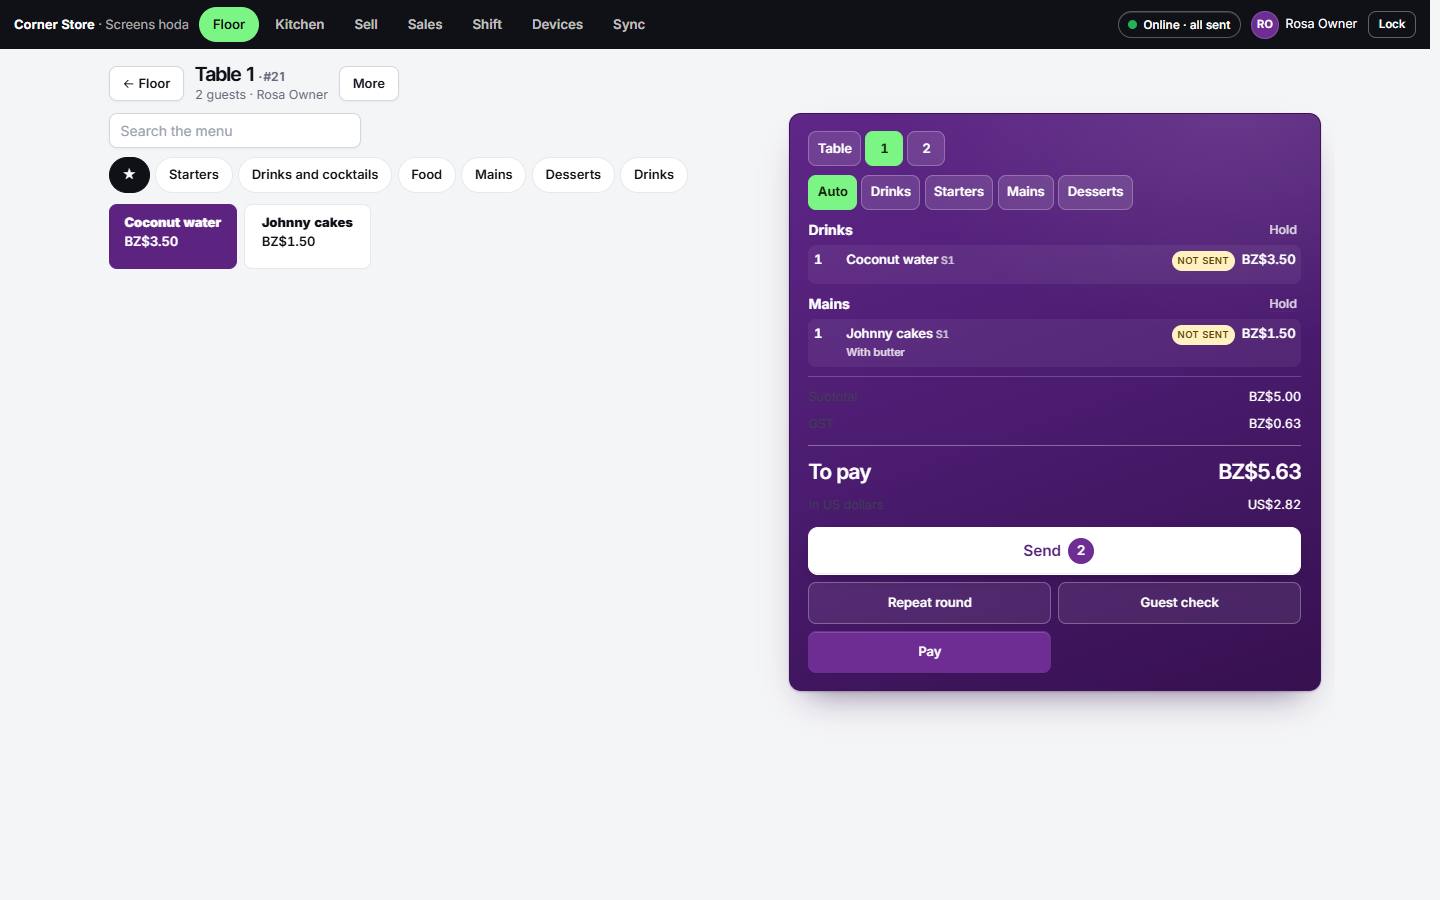 Corner Store · Screens hoda Floor Kitchen Sell Sales Shift Devices Sync Online · all sent RO Rosa Owner Lock
← Floor Table 1 · #21 More
2 guests · Rosa Owner
Search the menu
★ Starters Drinks and cocktails Food Mains Desserts Drinks
Coconut water Johnny cakes
BZ$3.50 BZ$1.50
Table 1 2
Auto Drinks Starters Mains Desserts
Drinks Hold
1 Coconut water S1 NOT SENT BZ$3.50
Mains Hold
1 Johnny cakes S1 NOT SENT BZ$1.50
With butter
Subtotal BZ$5.00
GST BZ$0.63
To pay BZ$5.63
In US dollars US$2.82
Send 2
Repeat round Guest check
Pay